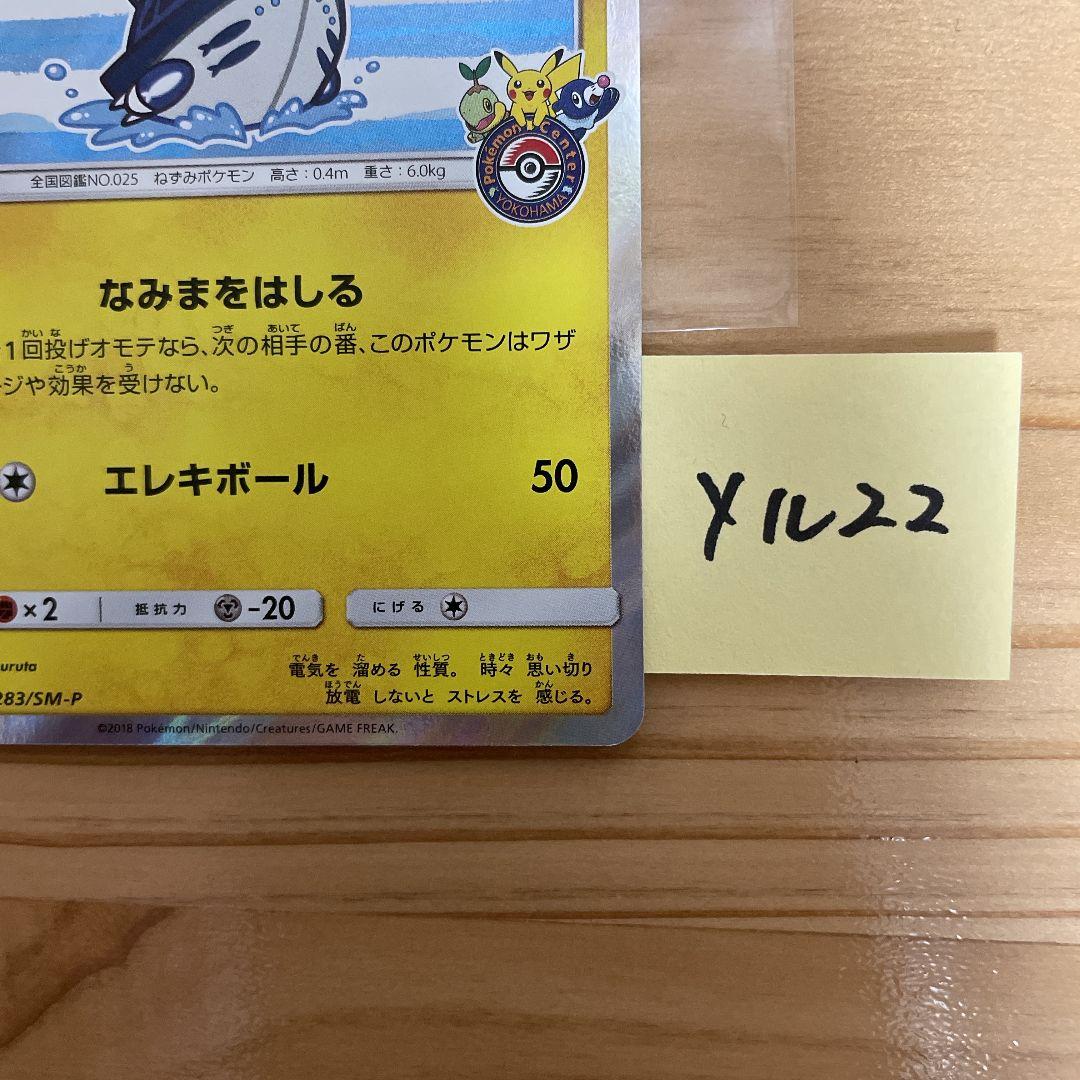 Pokémon Center
YOKOHAMA
全国図鑑NO.025 ねずみポケモン 高さ:0.4m 重さ:6.0kg
なみまをはしる
1回投げオモテなら、次の相手の番、このポケモンはワザ
ジや効果を受けない。
エレキボール 50
×2 抵抗力 -20 にげる
uruta
283/SM-P
電気を 溜める 性質。 時々 思い切り
放電 しないと ストレスを 感じる。
©2018 Pokémon/Nintendo/Creatures/GAME FREAK.
メル22